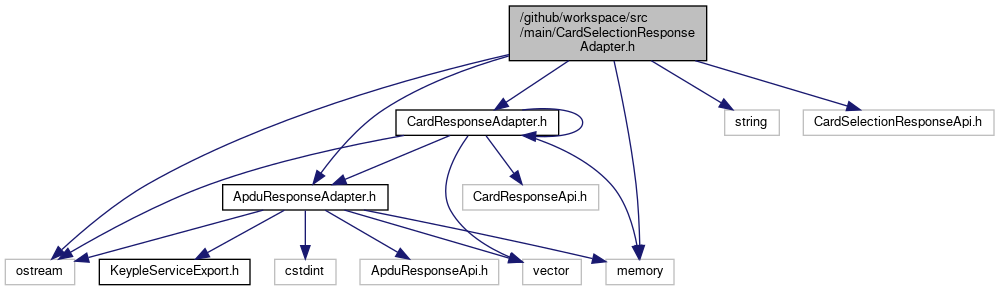 /github/workspace/src
/main/CardSelectionResponse
Adapter.h
CardResponseAdapter.h
string
CardSelectionResponseApi.h
ApduResponseAdapter.h
CardResponseApi.h
ostream
KeypleServiceExport.h
cstdint
ApduResponseApi.h
vector
memory